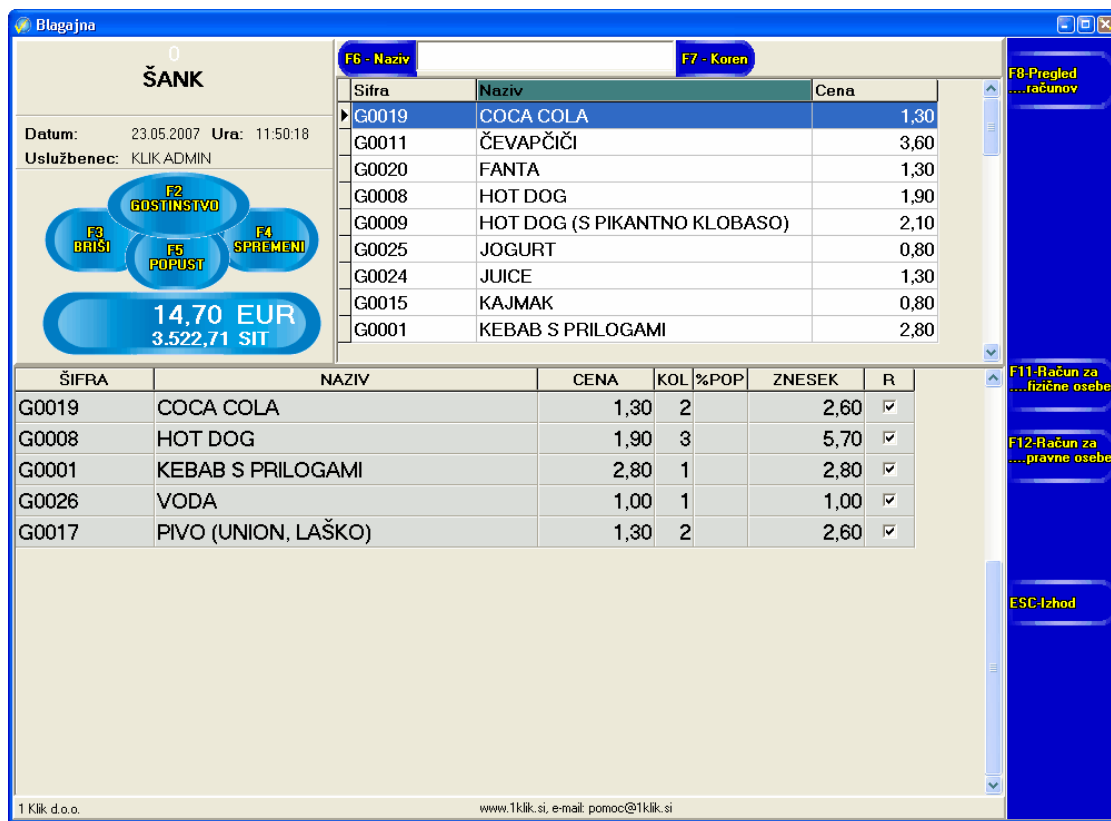 Blagajna
0
ŠANK
Datum: 23.05.2007 Ura: 11:50:18
Uslužbenec: KLIK ADMIN
F2
GOSTINSTVO
F3
BRIŠI
F4
SPREMENI
F5
POPUST
14,70 EUR
3.522,71 SIT
F6 - Naziv F7 - Koren
Sifra Naziv Cena
G0019 COCA COLA 1,30
G0011 ČEVAPČIČI 3,60
G0020 FANTA 1,30
G0008 HOT DOG 1,90
G0009 HOT DOG (S PIKANTNO KLOBASO) 2,10
G0025 JOGURT 0,80
G0024 JUICE 1,30
G0015 KAJMAK 0,80
G0001 KEBAB S PRILOGAMI 2,80
ŠIFRA NAZIV CENA KOL %POP ZNESEK R
G0019 COCA COLA 1,30 2 2,60
G0008 HOT DOG 1,90 3 5,70
G0001 KEBAB S PRILOGAMI 2,80 1 2,80
G0026 VODA 1,00 1 1,00
G0017 PIVO (UNION, LAŠKO) 1,30 2 2,60
F8-Pregled
....računov
F11-Račun za
....fizične osebe
F12-Račun za
....pravne osebe
ESC-Izhod
1 Klik d.o.o. www.1klik.si, e-mail: pomoc@1klik.si